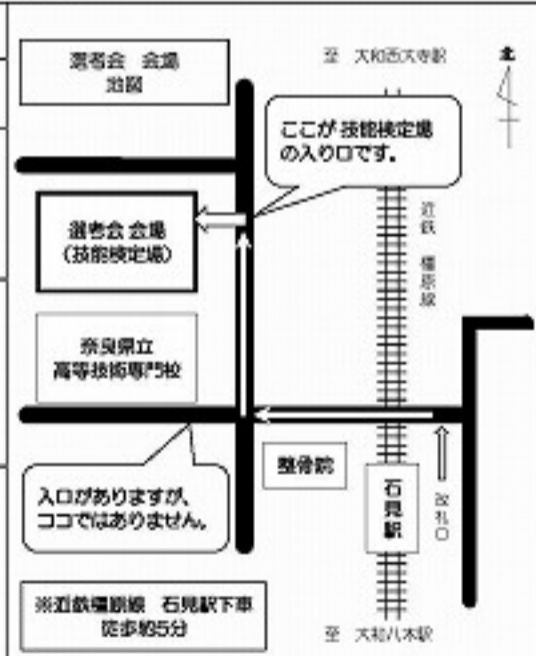 選考会 会場
地図
至 大和西大寺駅
北
ここが 技能検定場
の入り口です。
選考会 会場
（技能検定場）
近鉄 橿原線
奈良県立
高等技術専門校
整骨院
石見駅
改札口
入口がありますが、
ココではありません。
※近鉄橿原線 石見駅下車
徒歩約5分
至 大和八木駅